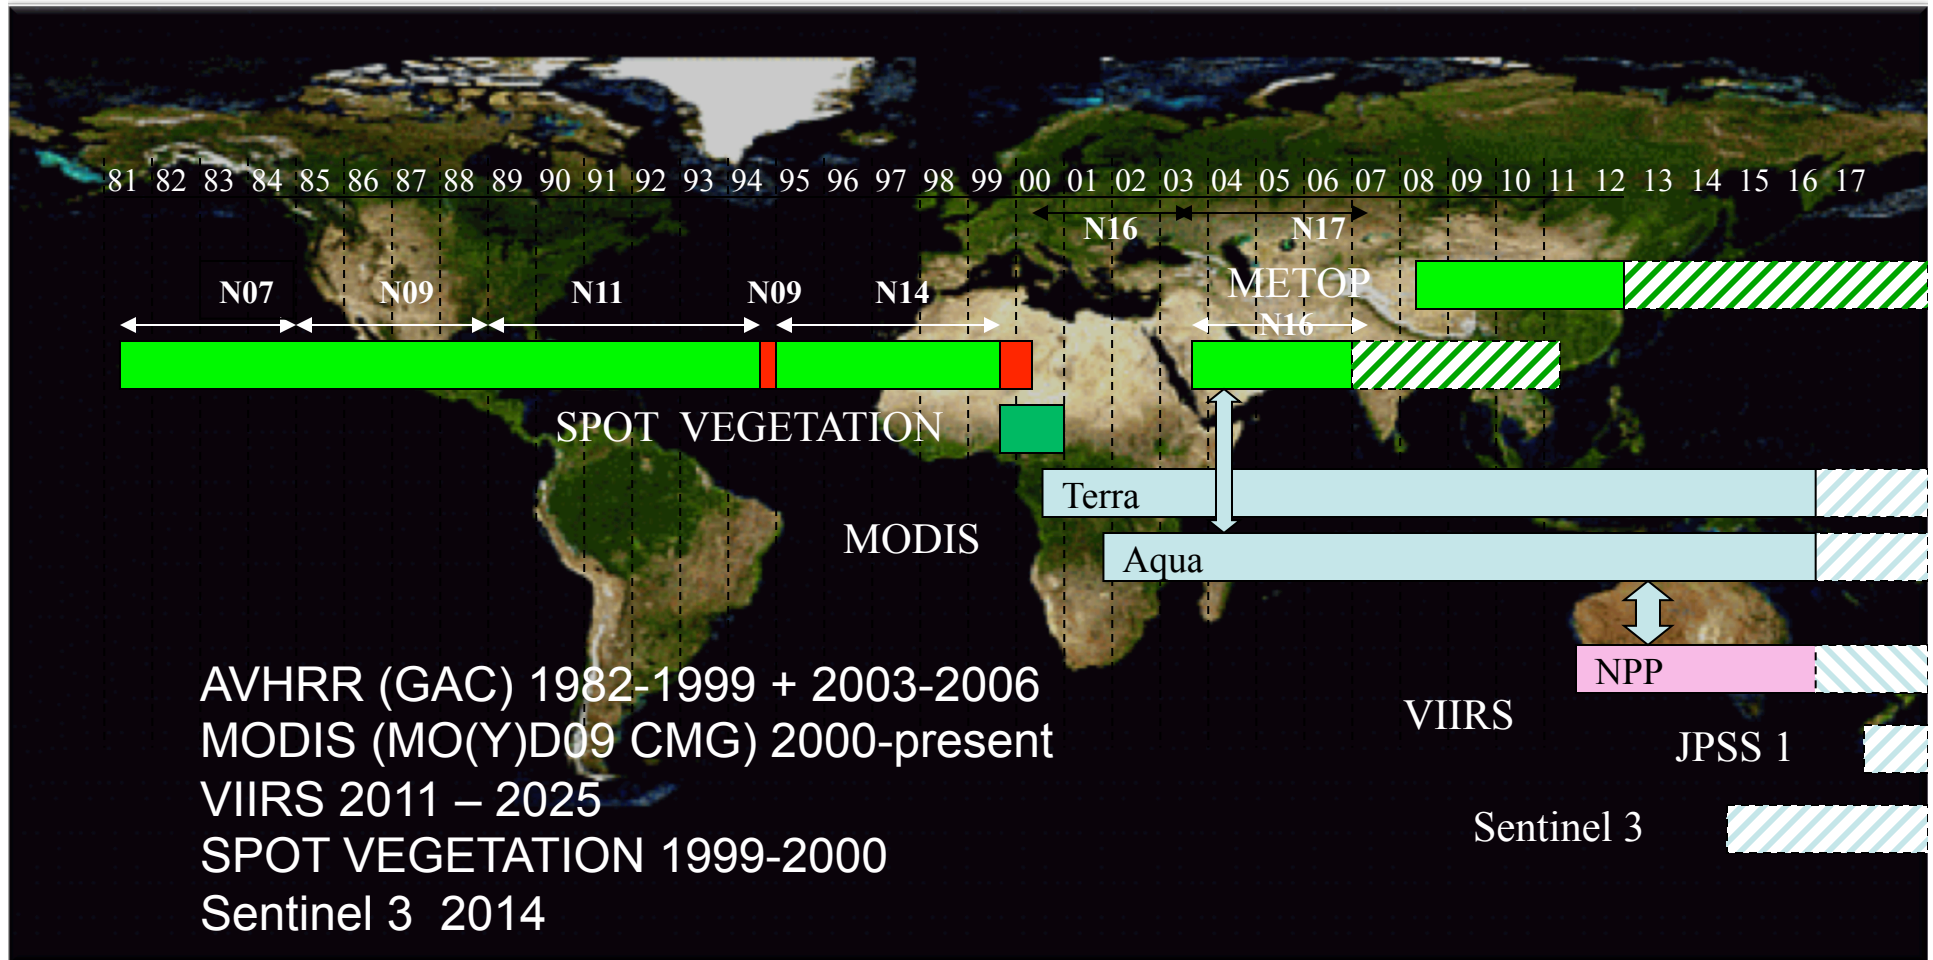 81 82 83 84 85 86 87 88 89 90 91 92 93 94 95 96 97 98 99 00 01 02 03 04 05 06 07 08 09 10 11 12 13 14 15 16 17
N16 N17
METOP
N07 N09 N11 N09 N14
N16
SPOT VEGETATION
Terra
MODIS
Aqua
NPP
VIIRS
JPSS 1
Sentinel 3
AVHRR (GAC) 1982-1999 + 2003-2006
MODIS (MO(Y)D09 CMG) 2000-present
VIIRS 2011 – 2025
SPOT VEGETATION 1999-2000
Sentinel 3 2014